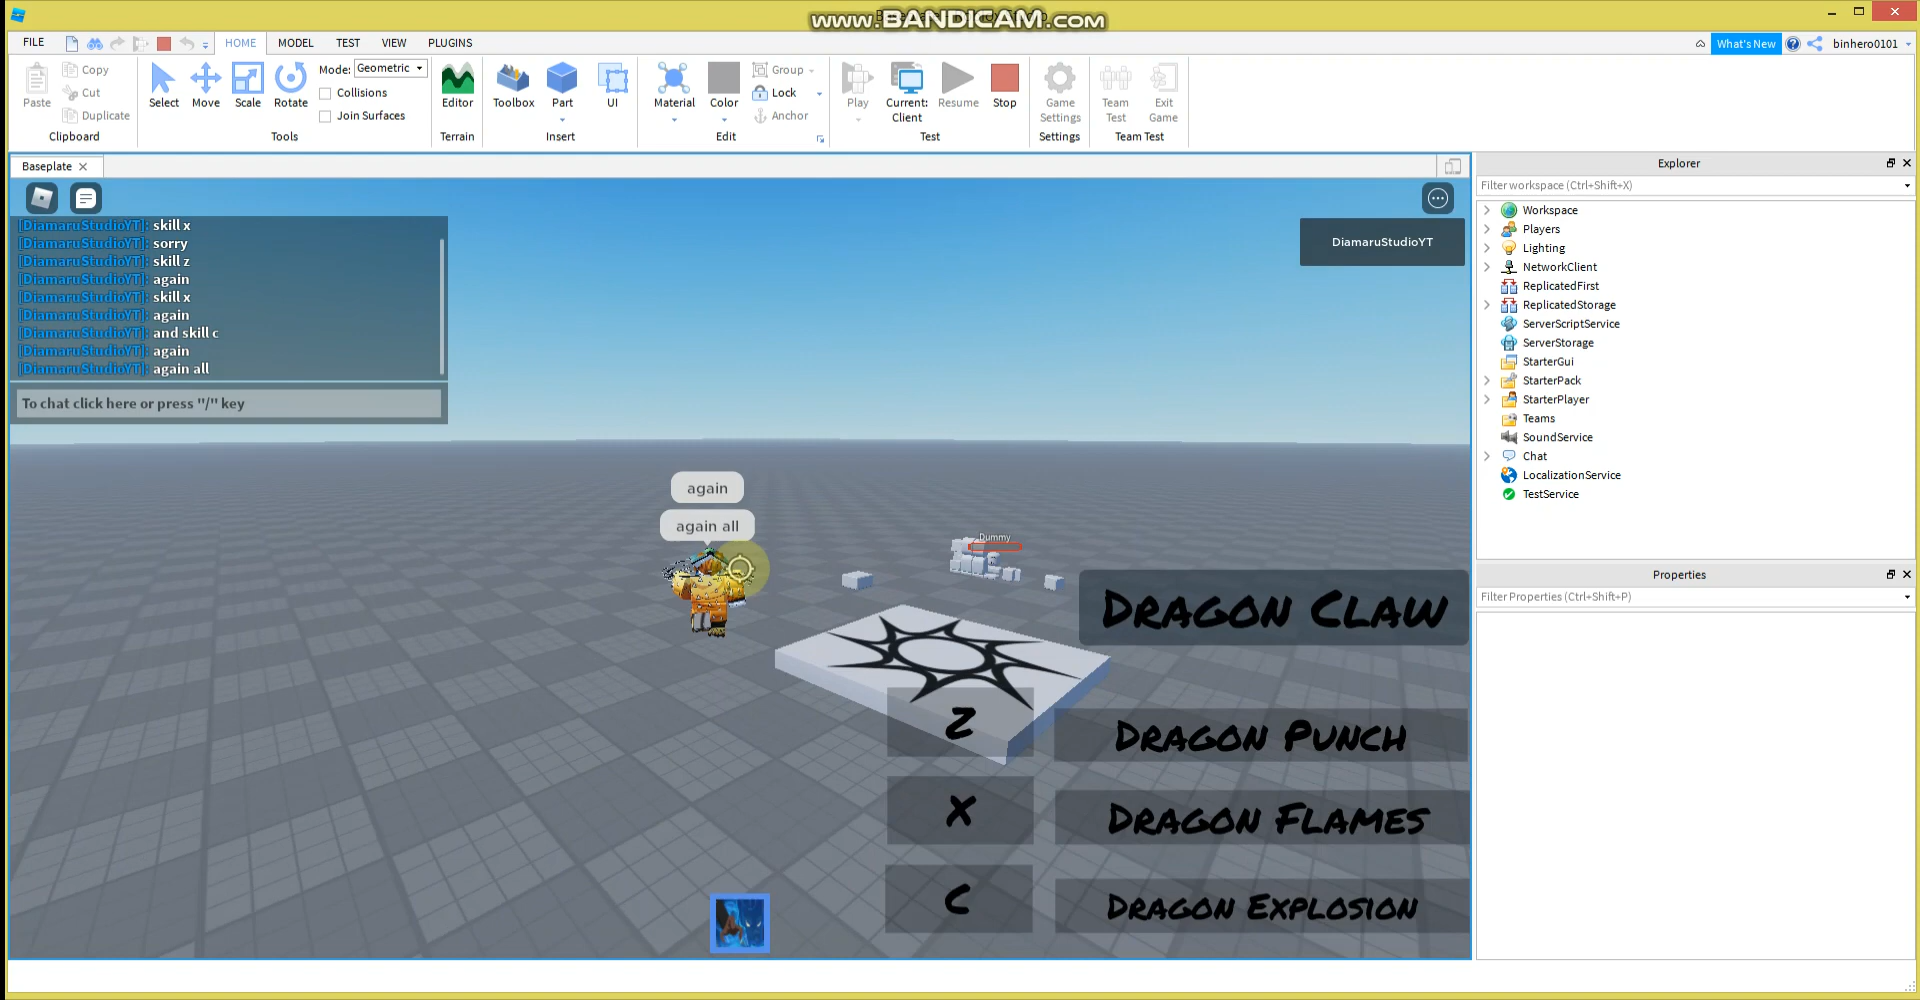 www.BANDICAM.com
FILE
HOME
MODEL
TEST
VIEW
PLUGINS
What's New
binhero0101
Paste
Copy
Cut
Duplicate
Clipboard
Select
Move
Scale
Rotate
Mode: Geometric
Collisions
Join Surfaces
Tools
Editor
Terrain
Toolbox
Part
UI
Insert
Material
Color
Group
Lock
Anchor
Edit
Play
Current: Client
Resume
Stop
Test
Game Settings
Settings
Team Test
Exit Game
Team Test
Baseplate
[DiamaruStudioYT]: skill x
[DiamaruStudioYT]: sorry
[DiamaruStudioYT]: skill z
[DiamaruStudioYT]: again
[DiamaruStudioYT]: skill x
[DiamaruStudioYT]: again
[DiamaruStudioYT]: and skill c
[DiamaruStudioYT]: again
[DiamaruStudioYT]: again all
To chat click here or press "/" key
DiamaruStudioYT
again
again all
Dummy
Dragon Claw
Z
Dragon Punch
X
Dragon Flames
C
Dragon Explosion
Explorer
Filter workspace (Ctrl+Shift+X)
Workspace
Players
Lighting
NetworkClient
ReplicatedFirst
ReplicatedStorage
ServerScriptService
ServerStorage
StarterGui
StarterPack
StarterPlayer
Teams
SoundService
Chat
LocalizationService
TestService
Properties
Filter Properties (Ctrl+Shift+P)